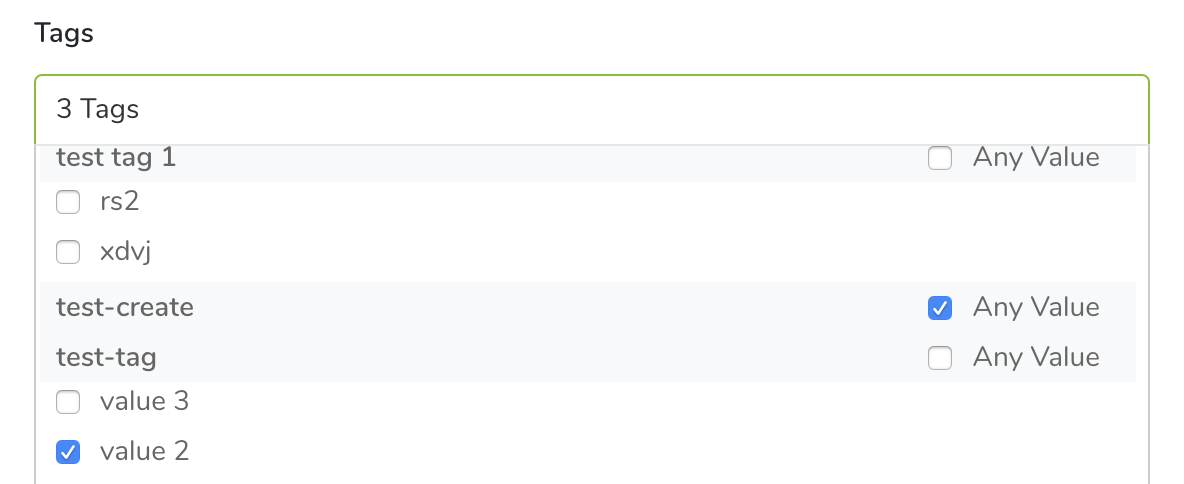 Tags
3 Tags
test tag 1 Any Value
rs2
xdvj
test-create Any Value
test-tag Any Value
value 3
value 2